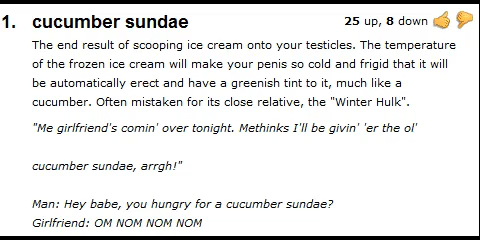 1. cucumber sundae 25 up, 8 down
The end result of scooping ice cream onto your testicles. The temperature
of the frozen ice cream will make your penis so cold and frigid that it will
be automatically erect and have a greenish tint to it, much like a
cucumber. Often mistaken for its close relative, the "Winter Hulk".
"Me girlfriend's comin' over tonight. Methinks I'll be givin' 'er the ol'
cucumber sundae, arrgh!"
Man: Hey babe, you hungry for a cucumber sundae?
Girlfriend: OM NOM NOM NOM